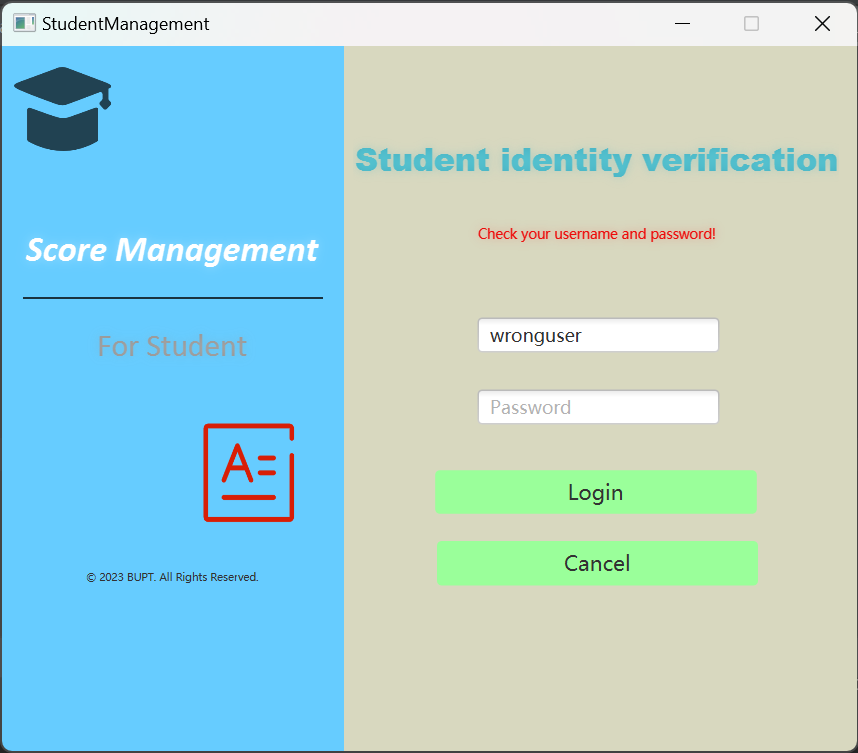 StudentManagement
Score Management
For Student
A
© 2023 BUPT. All Rights Reserved.
Student identity verification
Check your username and password!
wronguser
Password
Login
Cancel